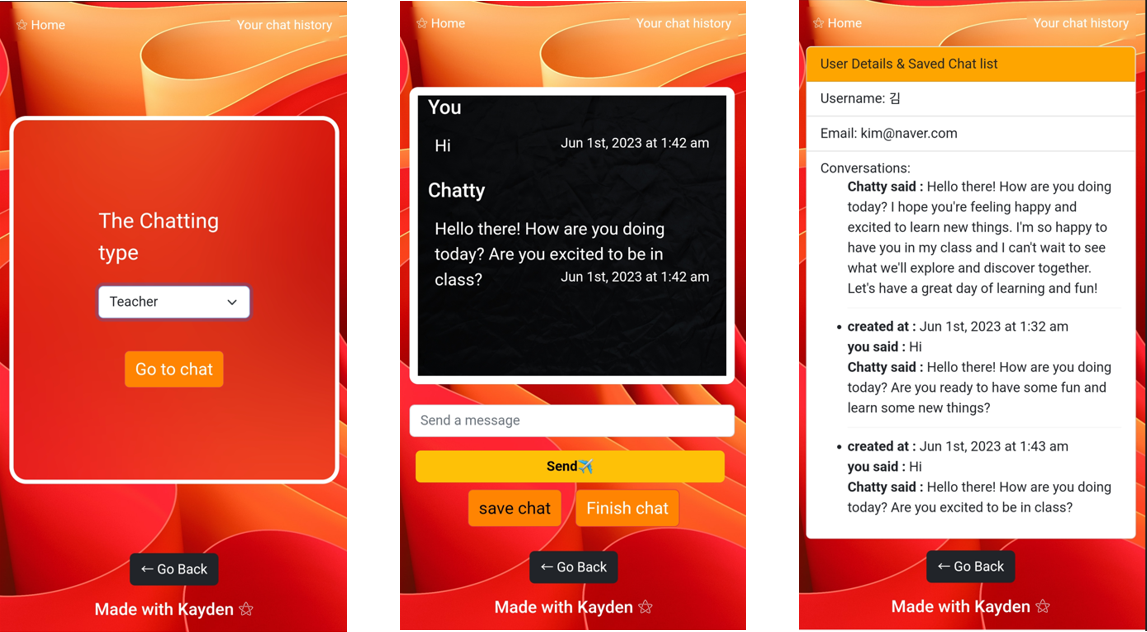 ☆ Home
Your chat history
The Chatting
type
Teacher
Go to chat
← Go Back
Made with Kayden ☆
☆ Home
Your chat history
You
Hi
Jun 1st, 2023 at 1:42 am
Chatty
Hello there! How are you doing
today? Are you excited to be in
class?
Jun 1st, 2023 at 1:42 am
Send a message
Send✈️
save chat
Finish chat
← Go Back
Made with Kayden ☆
☆ Home
Your chat history
User Details & Saved Chat list
Username: 김
Email: kim@naver.com
Conversations:
Chatty said : Hello there! How are you doing
today? I hope you're feeling happy and
excited to learn new things. I'm so happy to
have you in my class and I can't wait to see
what we'll explore and discover together.
Let's have a great day of learning and fun!
• created at : Jun 1st, 2023 at 1:32 am
you said : Hi
Chatty said : Hello there! How are you doing
today? Are you ready to have some fun and
learn some new things?
• created at : Jun 1st, 2023 at 1:43 am
you said : Hi
Chatty said : Hello there! How are you doing
today? Are you excited to be in class?
← Go Back
Made with Kayden ☆